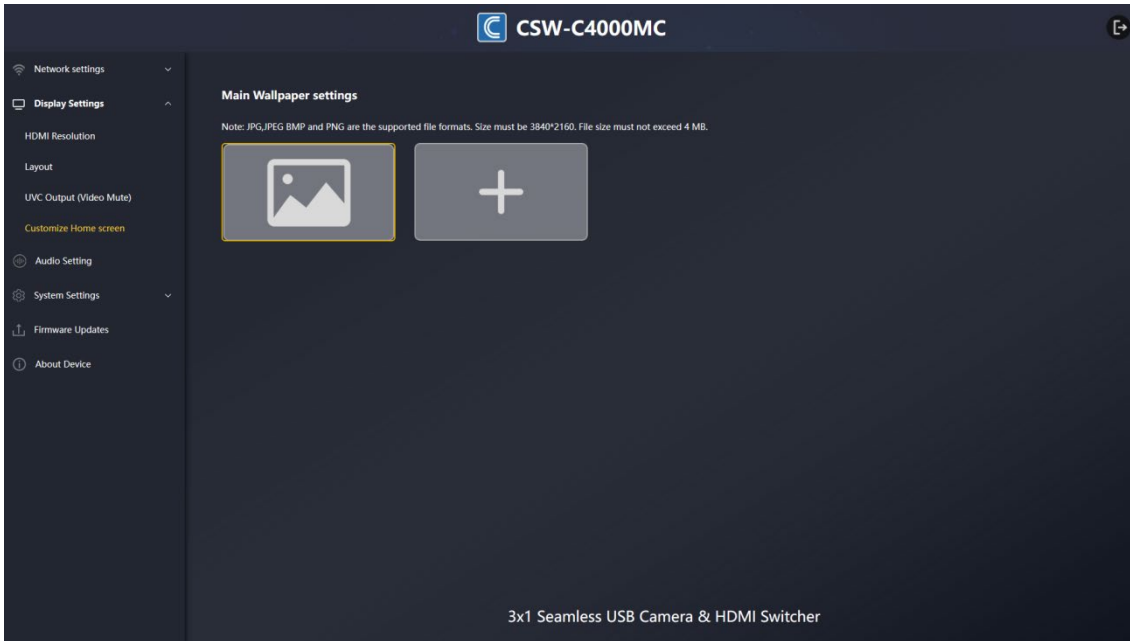 CSW-C4000MC
Network settings
Display Settings
HDMI Resolution
Layout
UVC Output (Video Mute)
Customize Home screen
Audio Setting
System Settings
Firmware Updates
About Device
Main Wallpaper settings
Note: JPG,JPEG BMP and PNG are the supported file formats. Size must be 3840*2160. File size must not exceed 4 MB.
3x1 Seamless USB Camera & HDMI Switcher